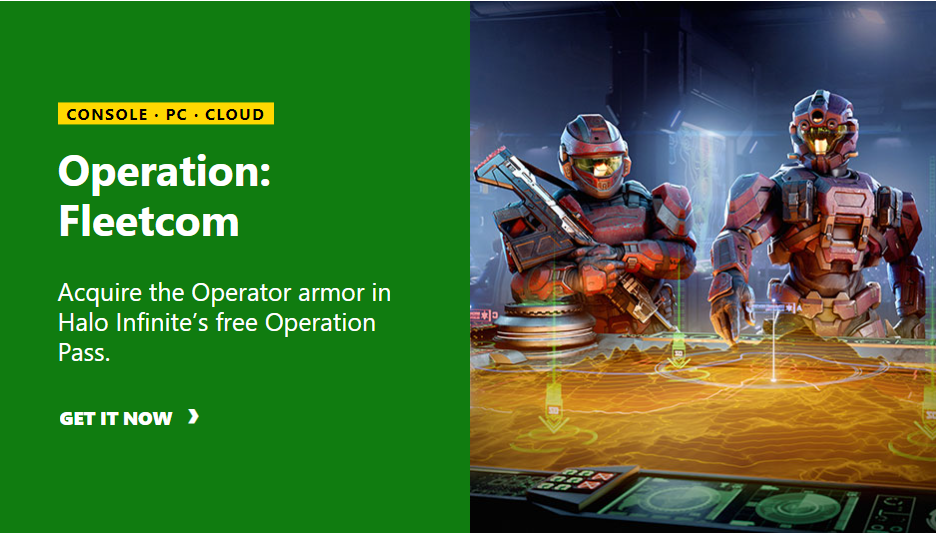 CONSOLE · PC · CLOUD
Operation:
Fleetcom
Acquire the Operator armor in
Halo Infinite’s free Operation
Pass.
GET IT NOW